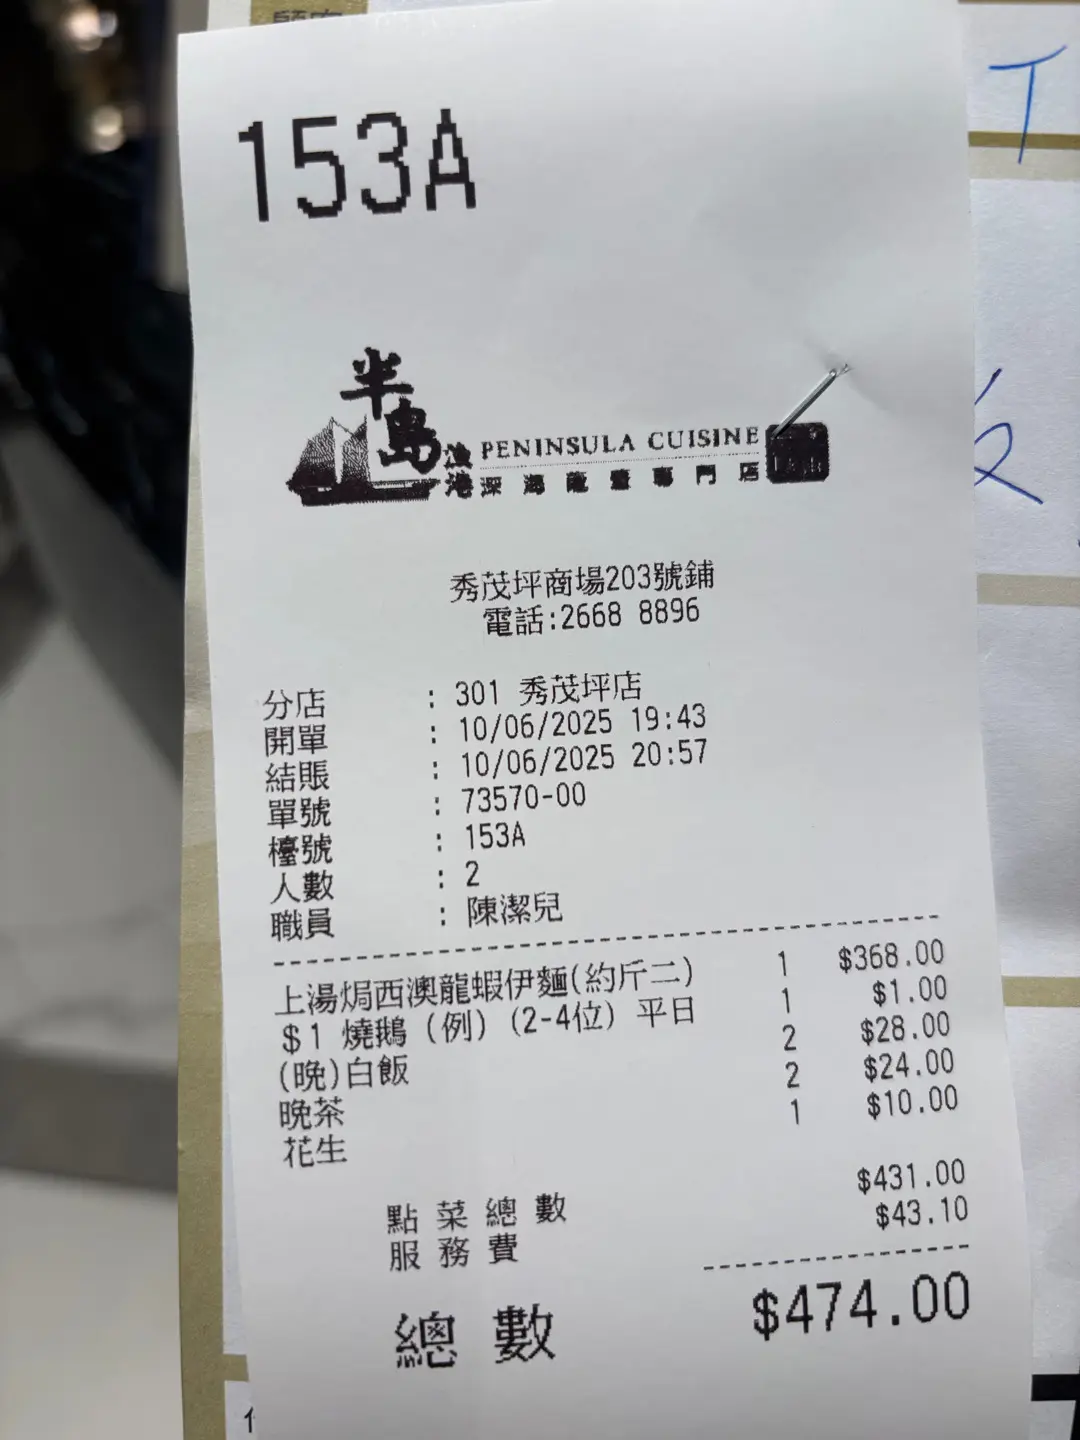 153A
半島
漁港
PENINSULA CUISINE
深海龍躉專門店
秀茂坪商場203號鋪
電話:2668 8896
分店 : 301 秀茂坪店
開單 : 10/06/2025 19:43
結賬 : 10/06/2025 20:57
單號 : 73570-00
檯號 : 153A
人數 : 2
職員 : 陳潔兒
上湯焗西澳龍蝦伊麵(約斤二) 1 $368.00
$1 燒鵝 (例) (2-4位) 平日 1 $1.00
(晚)白飯 2 $28.00
晚茶 2 $24.00
花生 1 $10.00
點菜總數 $431.00
服務費 $43.10
總數 $474.00